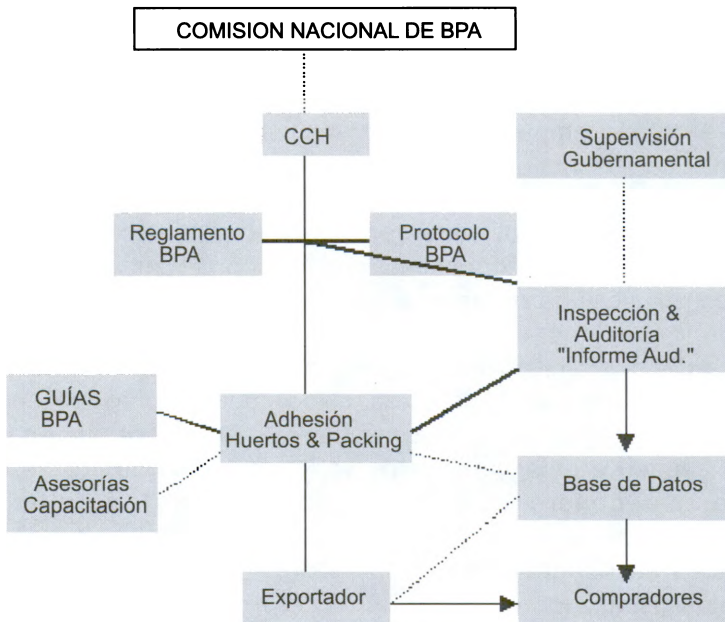 COMISION NACIONAL DE BPA
CCH
Supervisión
Gubernamental
Reglamento
BPA
Protocolo
BPA
Inspección &
Auditoría
"Informe Aud."
GUÍAS
BPA
Adhesión
Huertos & Packing
Asesorías
Capacitación
Base de Datos
Exportador
Compradores